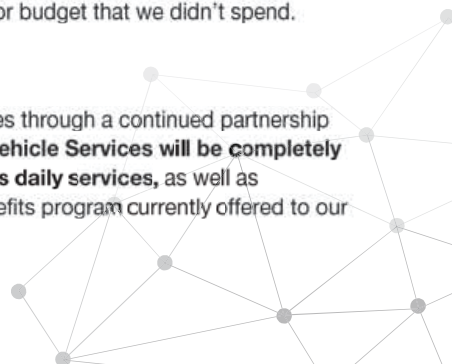 or budget that we didn't spend.
es through a continued partnership
ehicle Services will be completely
s daily services, as well as
efits program currently offered to our